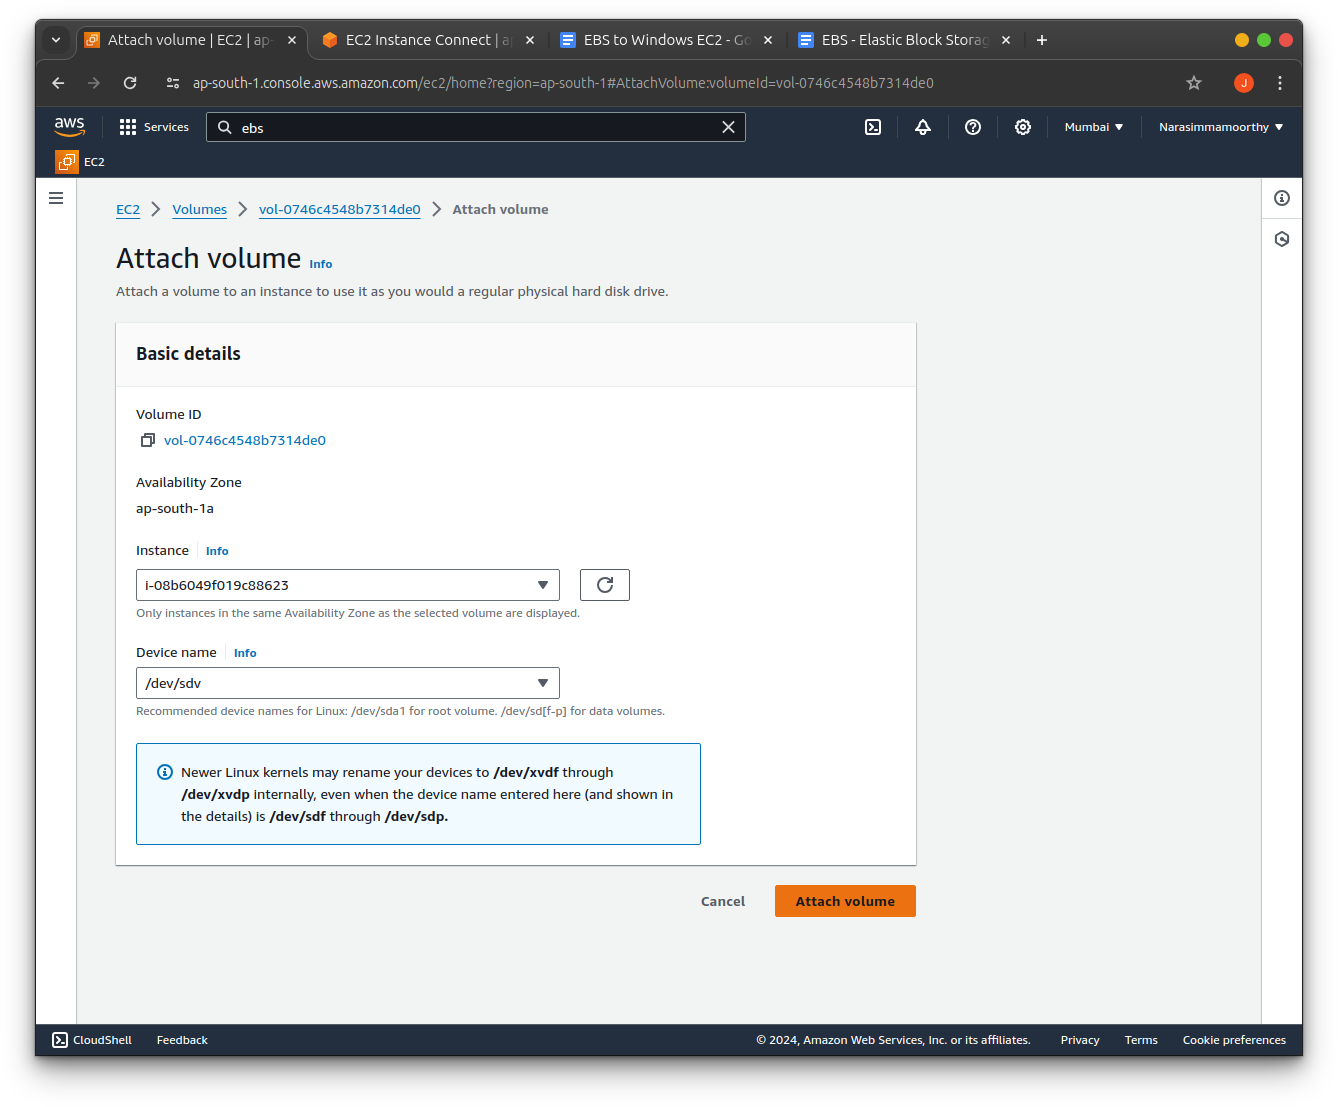 Attach volume | EC2 | ap-
EC2 Instance Connect | a
EBS to Windows EC2 - Go
EBS - Elastic Block Storag
ap-south-1.console.aws.amazon.com/ec2/home?region=ap-south-1#AttachVolume:volumeId=vol-0746c4548b7314de0
J
aws
Services
ebs
Mumbai
Narasimmamoorthy
EC2
EC2 > Volumes > vol-0746c4548b7314de0 > Attach volume
Attach volume Info
Attach a volume to an instance to use it as you would a regular physical hard disk drive.
Basic details
Volume ID
vol-0746c4548b7314de0
Availability Zone
ap-south-1a
Instance Info
i-08b6049f019c88623
Only instances in the same Availability Zone as the selected volume are displayed.
Device name Info
/dev/sdv
Recommended device names for Linux: /dev/sda1 for root volume. /dev/sd[f-p] for data volumes.
Newer Linux kernels may rename your devices to /dev/xvdf through
/dev/xvdp internally, even when the device name entered here (and shown in
the details) is /dev/sdf through /dev/sdp.
Cancel
Attach volume
CloudShell
Feedback
© 2024, Amazon Web Services, Inc. or its affiliates.
Privacy
Terms
Cookie preferences